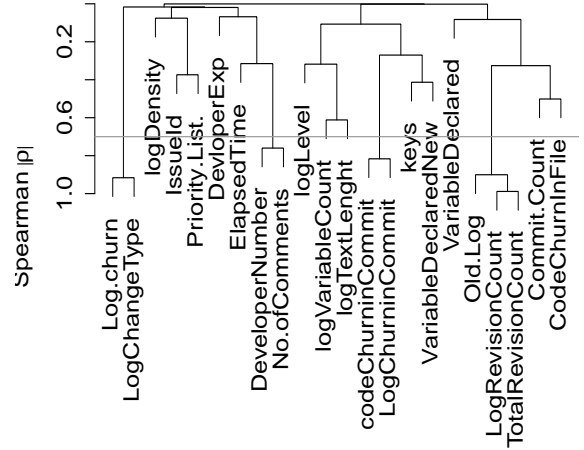 Spearman |ρ|
0.2
0.6
1.0
Log.churn
LogChangeType
logDensity
IssueId
Priority.List.
DevloperExp
ElapsedTime
DeveloperNumber
No.ofComments
logLevel
logVariableCount
logTextLenght
codeChurninCommit
LogChurninCommit
keys
VariableDeclaredNew
VariableDeclared
Old.Log
LogRevisionCount
TotalRevisionCount
Commit.Count
CodeChurnInFile